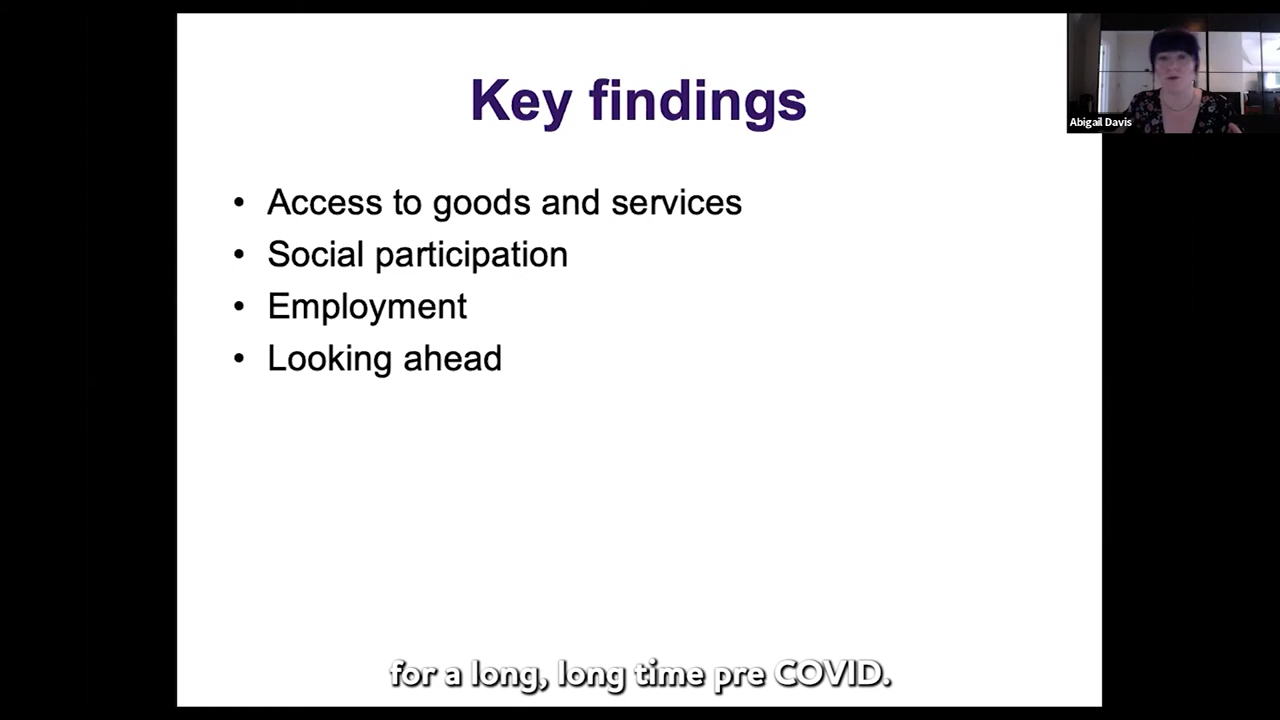 Key findings
Abigail Davis
• Access to goods and services
• Social participation
• Employment
• Looking ahead
for a long, long time pre COVID.